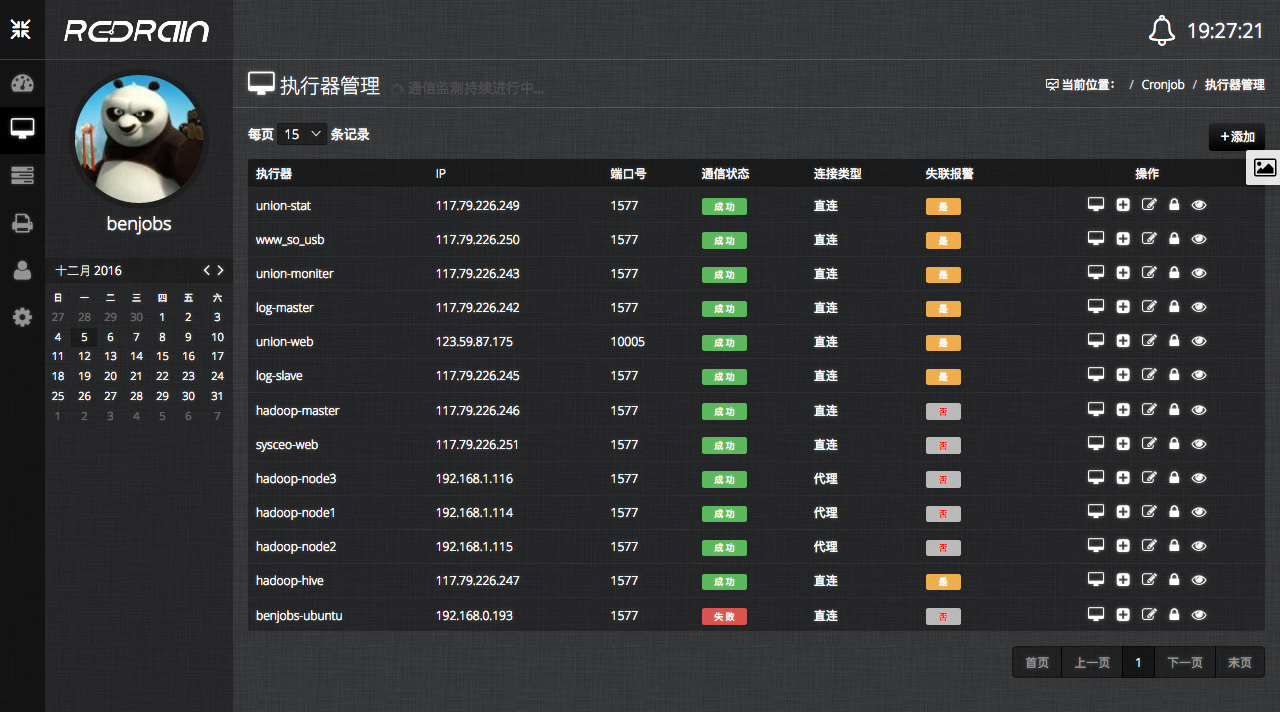 REDRAIN
19:27:21
执行器管理 通信监测持续进行中...
当前位置： / Cronjob / 执行器管理
每页 15 条记录
+添加
benjobs
十二月 2016
日 一 二 三 四 五 六
27 28 29 30 1 2 3
4 5 6 7 8 9 10
11 12 13 14 15 16 17
18 19 20 21 22 23 24
25 26 27 28 29 30 31
1 2 3 4 5 6 7
执行器 IP 端口号 通信状态 连接类型 失联报警 操作
union-stat 117.79.226.249 1577 成功 直连 是
www_so_usb 117.79.226.250 1577 成功 直连 是
union-moniter 117.79.226.243 1577 成功 直连 是
log-master 117.79.226.242 1577 成功 直连 是
union-web 123.59.87.175 10005 成功 直连 是
log-slave 117.79.226.245 1577 成功 直连 是
hadoop-master 117.79.226.246 1577 成功 直连 否
sysceo-web 117.79.226.251 1577 成功 直连 否
hadoop-node3 192.168.1.116 1577 成功 代理 否
hadoop-node1 192.168.1.114 1577 成功 代理 否
hadoop-node2 192.168.1.115 1577 成功 代理 否
hadoop-hive 117.79.226.247 1577 成功 直连 是
benjobs-ubuntu 192.168.0.193 1577 失败 直连 否
首页 上一页 1 下一页 末页